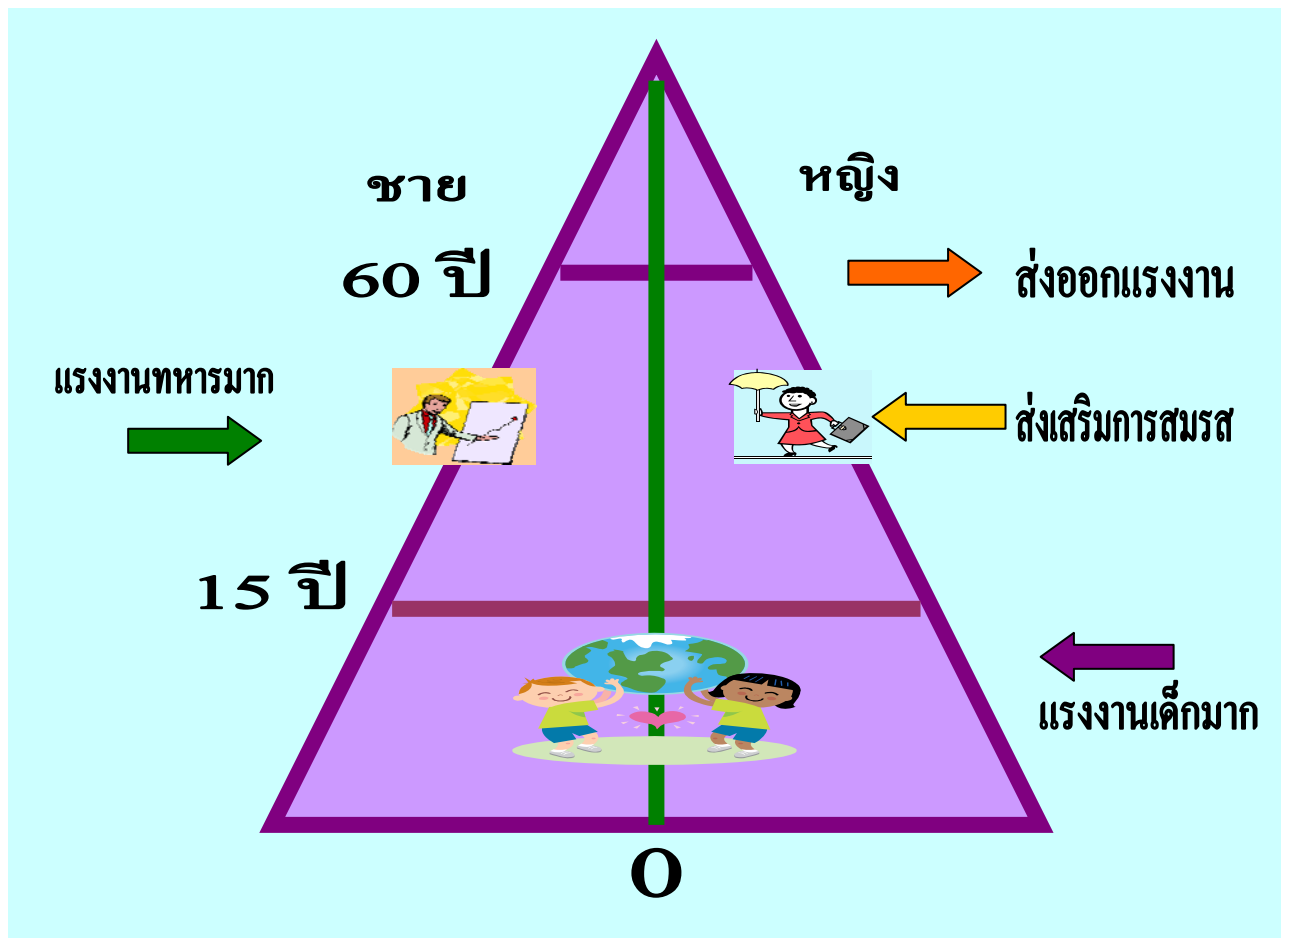 ชาย
หญิง
60 ปี
ส่งออกแรงงาน
แรงงานทหารมาก
ส่งเสริมการสมรส
15 ปี
แรงงานเด็กมาก
0